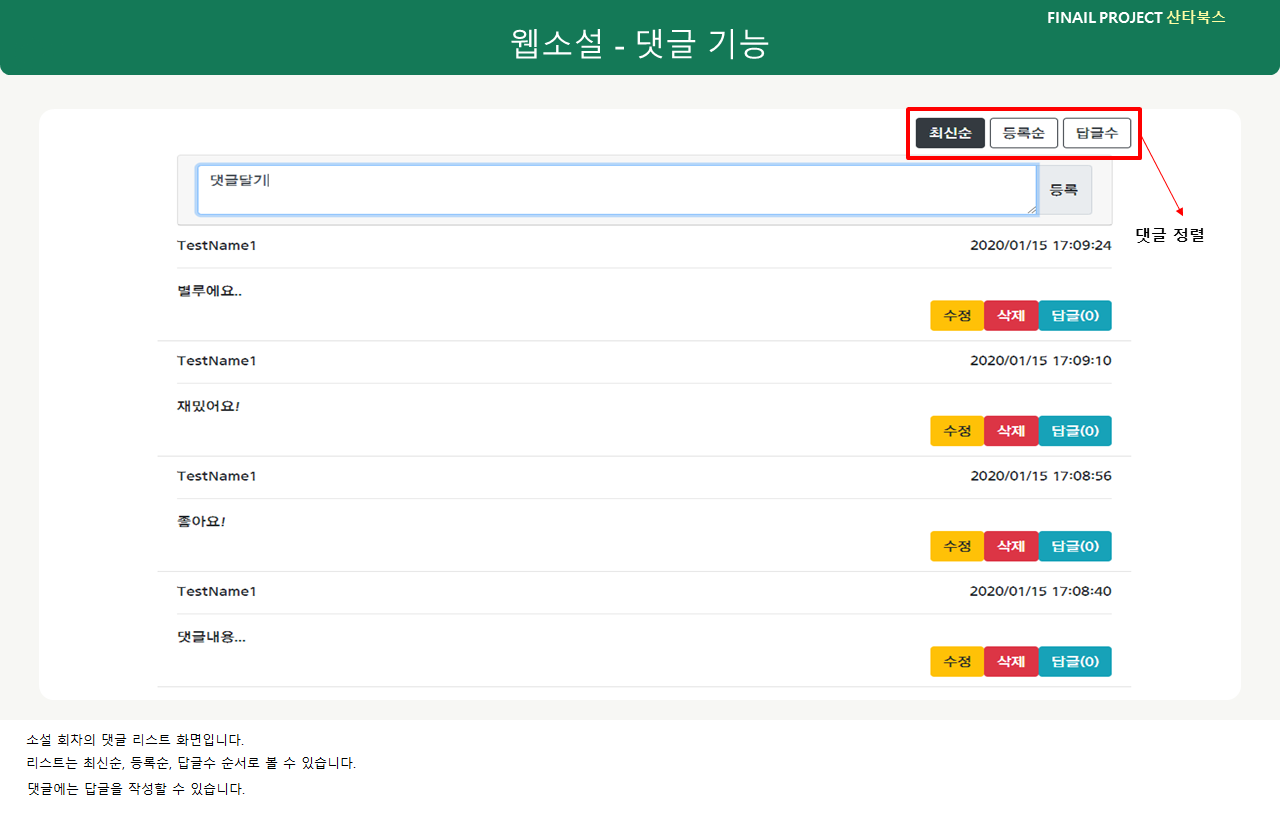 FINAIL PROJECT 산타북스
웹소설 - 댓글 기능
최신순 등록순 답글수
댓글달기
등록
댓글 정렬
TestName1 2020/01/15 17:09:24
별루에요..
수정 삭제 답글(0)
TestName1 2020/01/15 17:09:10
재밌어요!
수정 삭제 답글(0)
TestName1 2020/01/15 17:08:56
좋아요!
수정 삭제 답글(0)
TestName1 2020/01/15 17:08:40
댓글내용...
수정 삭제 답글(0)
소설 회차의 댓글 리스트 화면입니다.
리스트는 최신순, 등록순, 답글수 순서로 볼 수 있습니다.
댓글에는 답글을 작성할 수 있습니다.